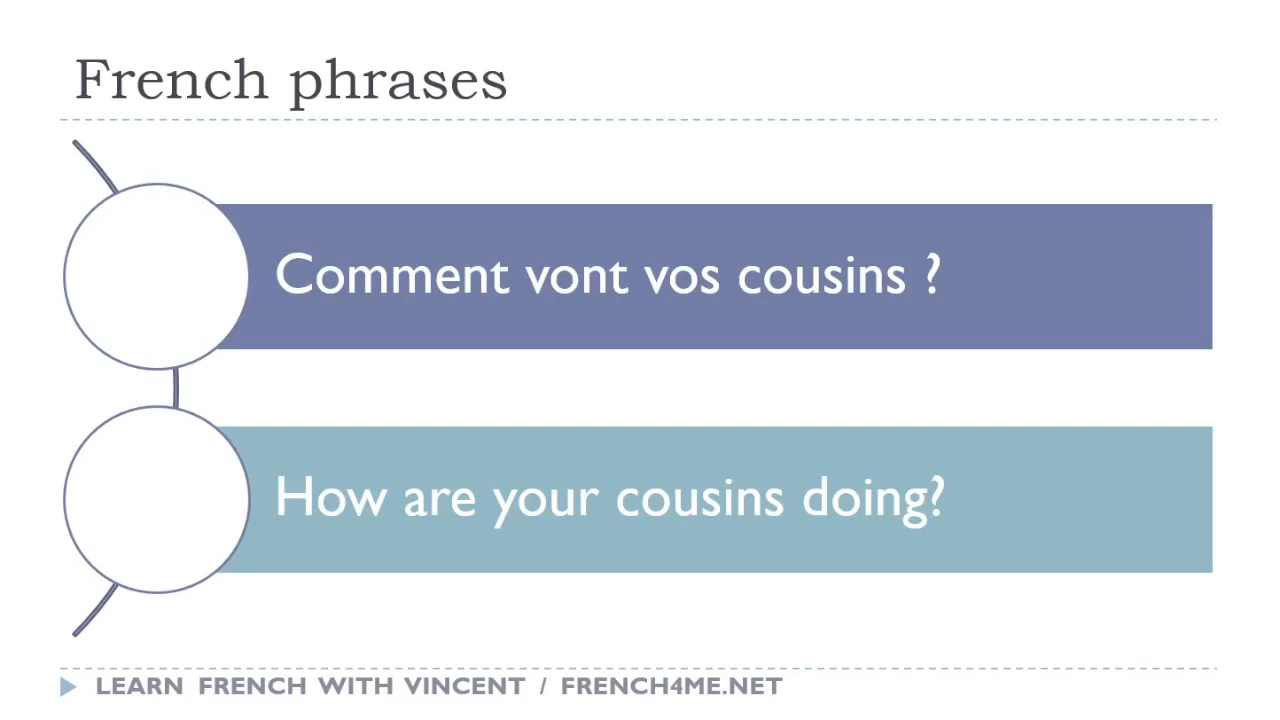 French phrases
Comment vont vos cousins ?
How are your cousins doing?
LEARN FRENCH WITH VINCENT / FRENCH4ME.NET